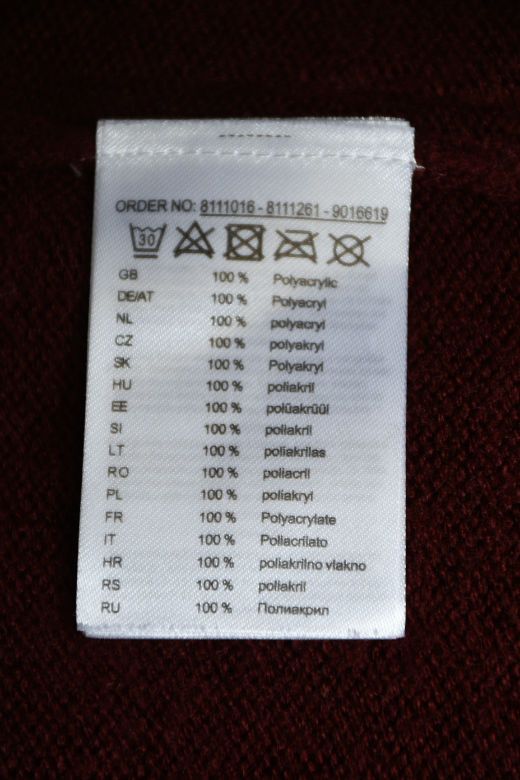 ORDER NO: 8111016 - 8111261 - 9016619
30
GB 100 % Polyacrylic
DE/AT 100 % Polyacryl
NL 100 % polyacryl
CZ 100 % polyakryl
SK 100 % Polyakryl
HU 100 % poliakril
EE 100 % polüakrüül
SI 100 % poliakril
LT 100 % poliakrilas
RO 100 % poliacril
PL 100 % poliakryl
FR 100 % Polyacrylate
IT 100 % Poliacrilato
HR 100 % poliakrilno vlakno
RS 100 % poliakril
RU 100 % Полиакрил